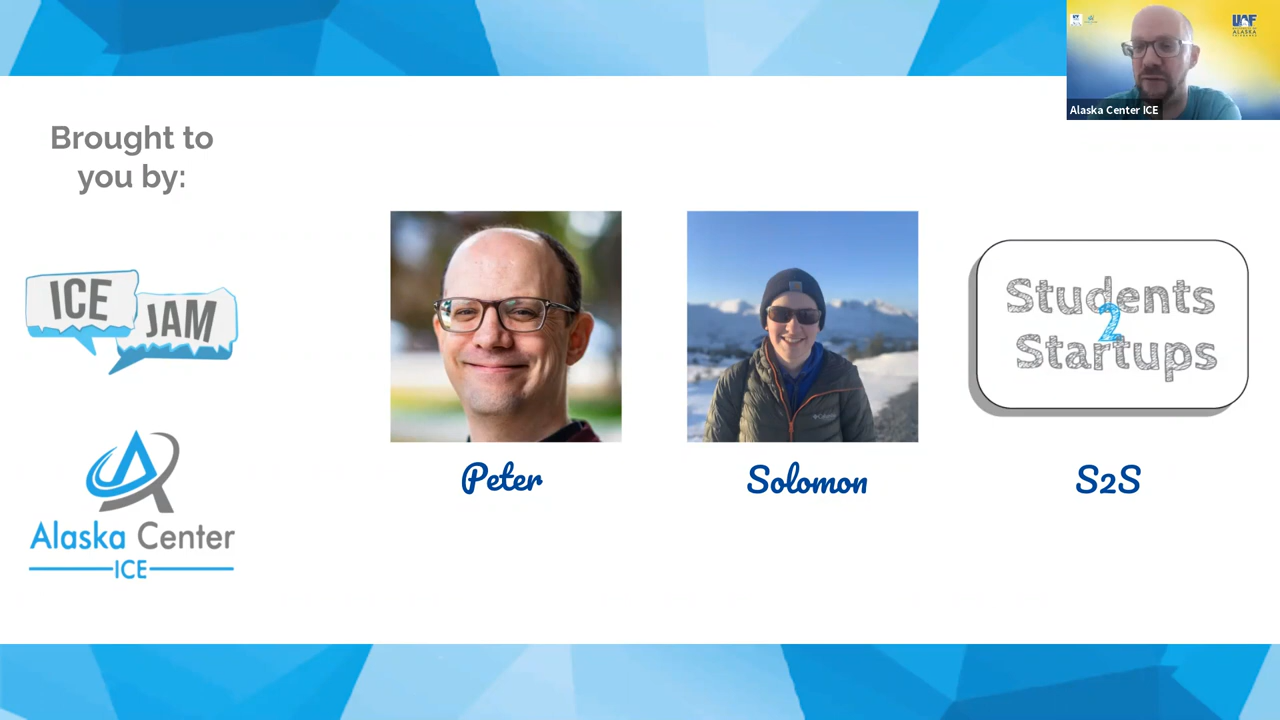 Brought to
you by:
ICE
JAM
Alaska Center
ICE
Peter
Solomon
Students
2
Startups
S2S
UAF
ALASKA
Alaska Center ICE